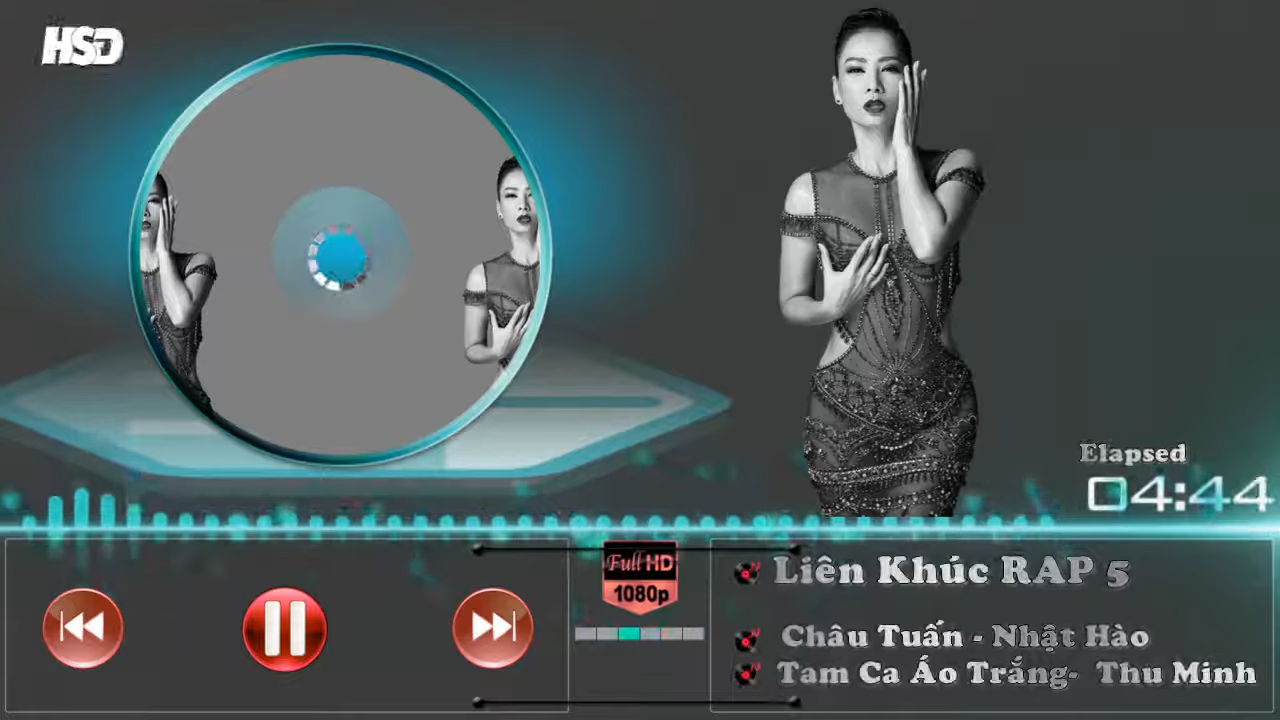 HSD
Elapsed
04:44
Full HD
1080p
Liên Khúc RAP 5
Châu Tuấn - Nhật Hào
Tam Ca Áo Trắng- Thu Minh